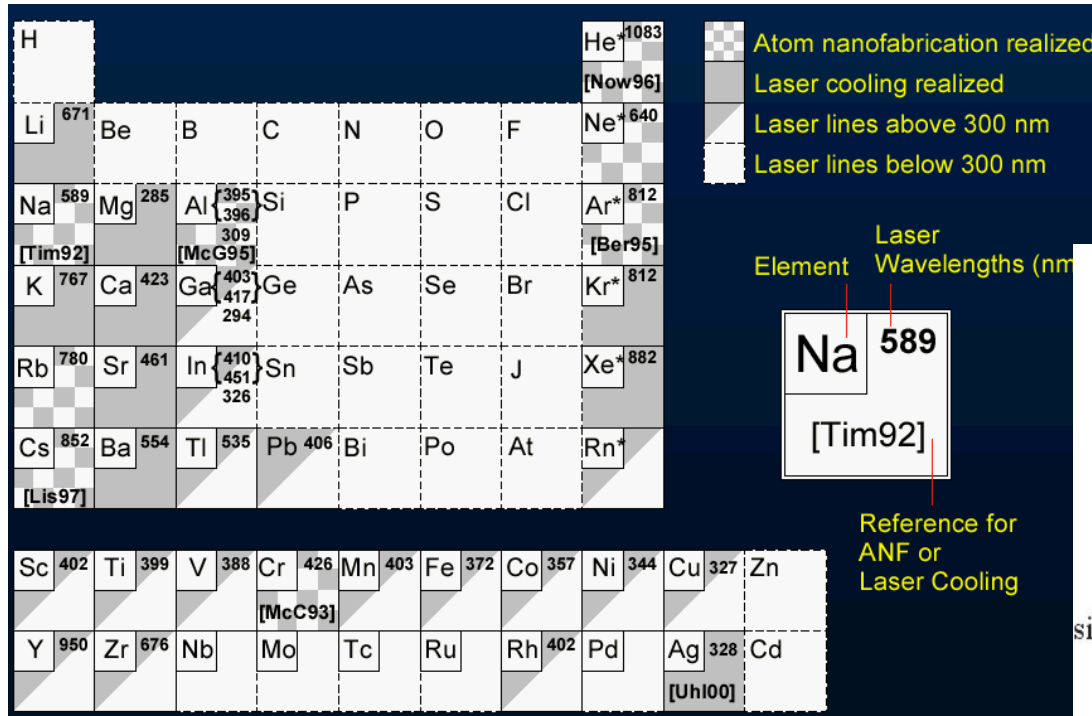 H He* 1083
[Now96]
Li 671 Be B C N O F Ne* 640
Na 589 Mg 285 Al { 395 } Si P S Cl Ar* 812
396
309
[Tim92] [McG95] [Ber95]
K 767 Ca 423 Ga { 403 } Ge As Se Br Kr* 812
417
294
Rb 780 Sr 461 In { 410 } Sn Sb Te J Xe* 882
451
326
Cs 852 Ba 554 Tl 535 Pb 406 Bi Po At Rn*
[Lis97]
Sc 402 Ti 399 V 388 Cr 426 Mn 403 Fe 372 Co 357 Ni 344 Cu 327 Zn
[McC93]
Y 950 Zr 676 Nb Mo Tc Ru Rh 402 Pd Ag 328 Cd
[Uhl00]
Atom nanofabrication realized
Laser cooling realized
Laser lines above 300 nm
Laser lines below 300 nm
Laser
Element Wavelengths (nm
Na 589
[Tim92]
Reference for
ANF or
Laser Cooling
si